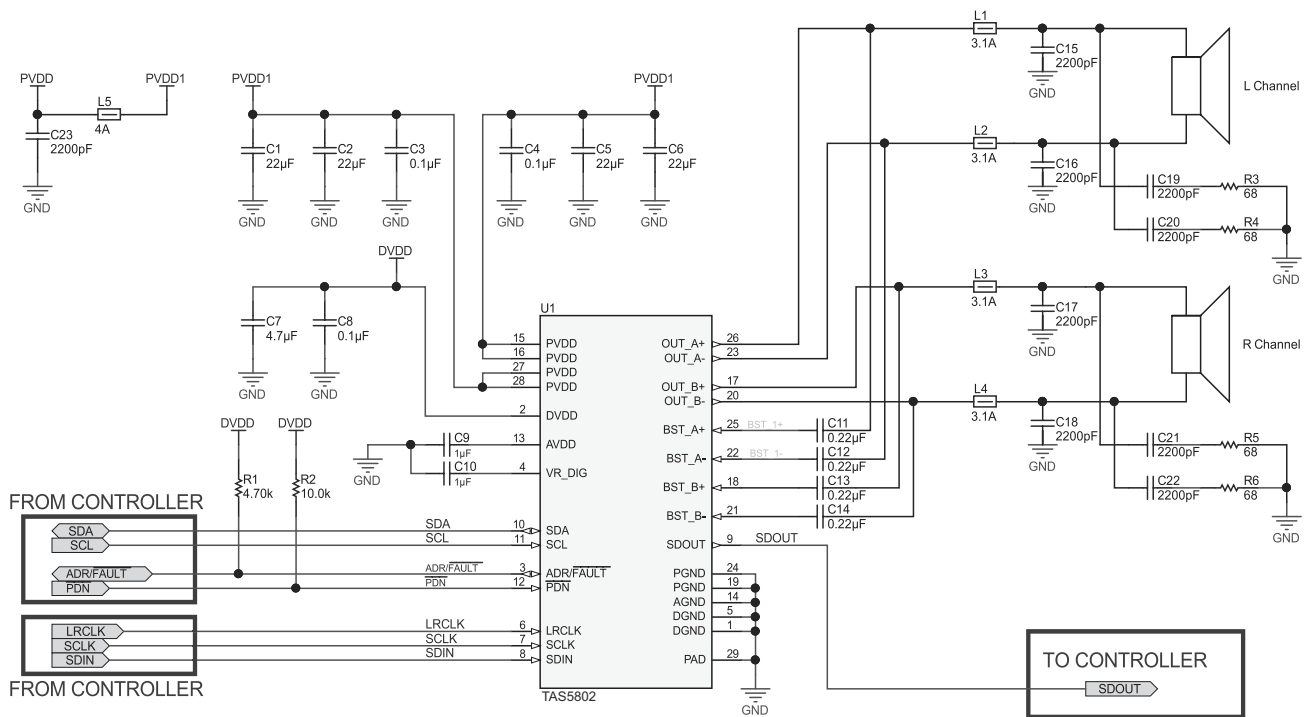 L1
3.1A
C15
2200pF
GND
L Channel
PVDD
PVDD1
L5
4A
C23
2200pF
GND
PVDD1
C1
22µF
C2
22µF
C3
0.1µF
GND
GND
GND
PVDD1
C4
0.1µF
C5
22µF
C6
22µF
GND
GND
GND
L2
3.1A
C16
2200pF
GND
C19
2200pF
R3
68
C20
2200pF
R4
68
GND
DVDD
C7
4.7µF
C8
0.1µF
GND
GND
L3
3.1A
C17
2200pF
GND
R Channel
L4
3.1A
C18
2200pF
GND
C21
2200pF
R5
68
C22
2200pF
R6
68
GND
U1
15 PVDD
16 PVDD
27 PVDD
28 PVDD
2 DVDD
13 AVDD
4 VR_DIG
10 SDA
11 SCL
3 ADR/FAULT
12 PDN
6 LRCLK
7 SCLK
8 SDIN
OUT_A+ 26
OUT_A- 23
OUT_B+ 17
OUT_B- 20
BST_A+ 25 BST_1+
BST_A- 22 BST_1-
BST_B+ 18
BST_B- 21
SDOUT 9 SDOUT
PGND 24
PGND 19
AGND 14
DGND 5
DGND 1
PAD 29
GND
TAS5802
C11
0.22µF
C12
0.22µF
C13
0.22µF
C14
0.22µF
C9
1µF
C10
1µF
GND
DVDD
DVDD
R1
4.70k
R2
10.0k
FROM CONTROLLER
SDA
SCL
ADR/FAULT
PDN
SDA
SCL
ADR/FAULT
PDN
LRCLK
SCLK
SDIN
LRCLK
SCLK
SDIN
FROM CONTROLLER
TO CONTROLLER
SDOUT